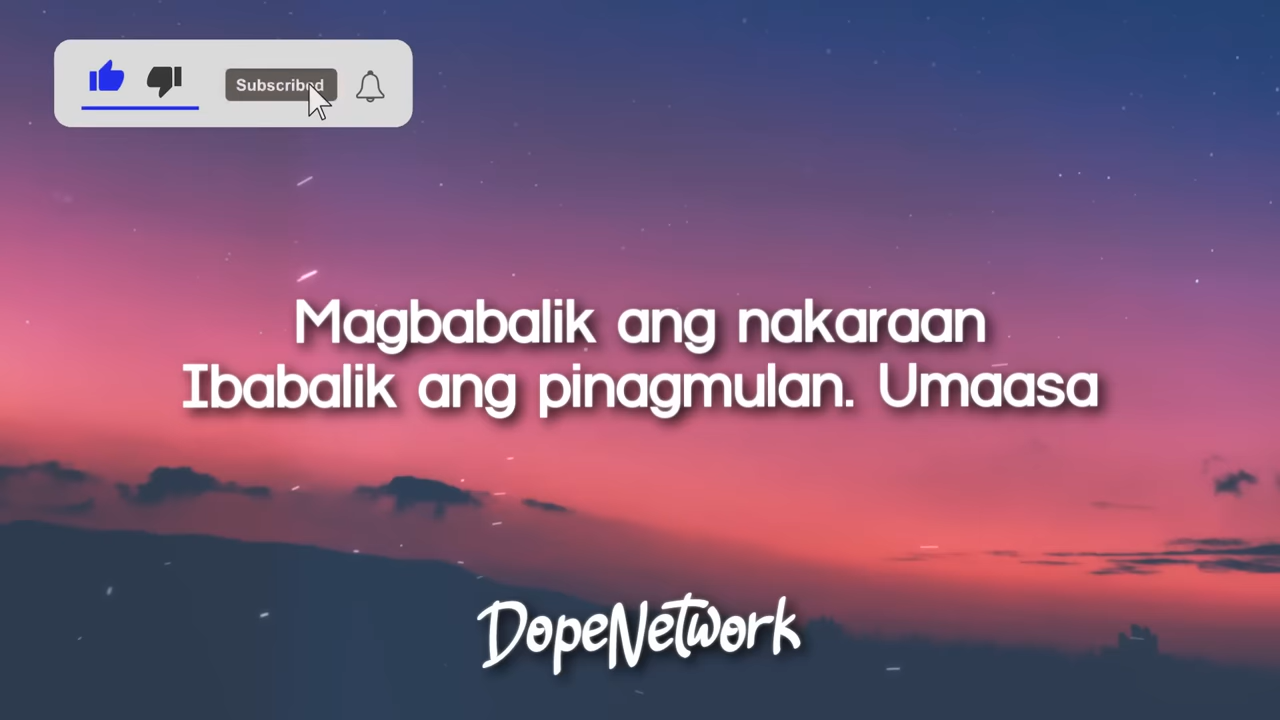 Subscribed
Magbabalik ang nakaraan
Ibabalik ang pinagmulan. Umaasa
DopeNetwork